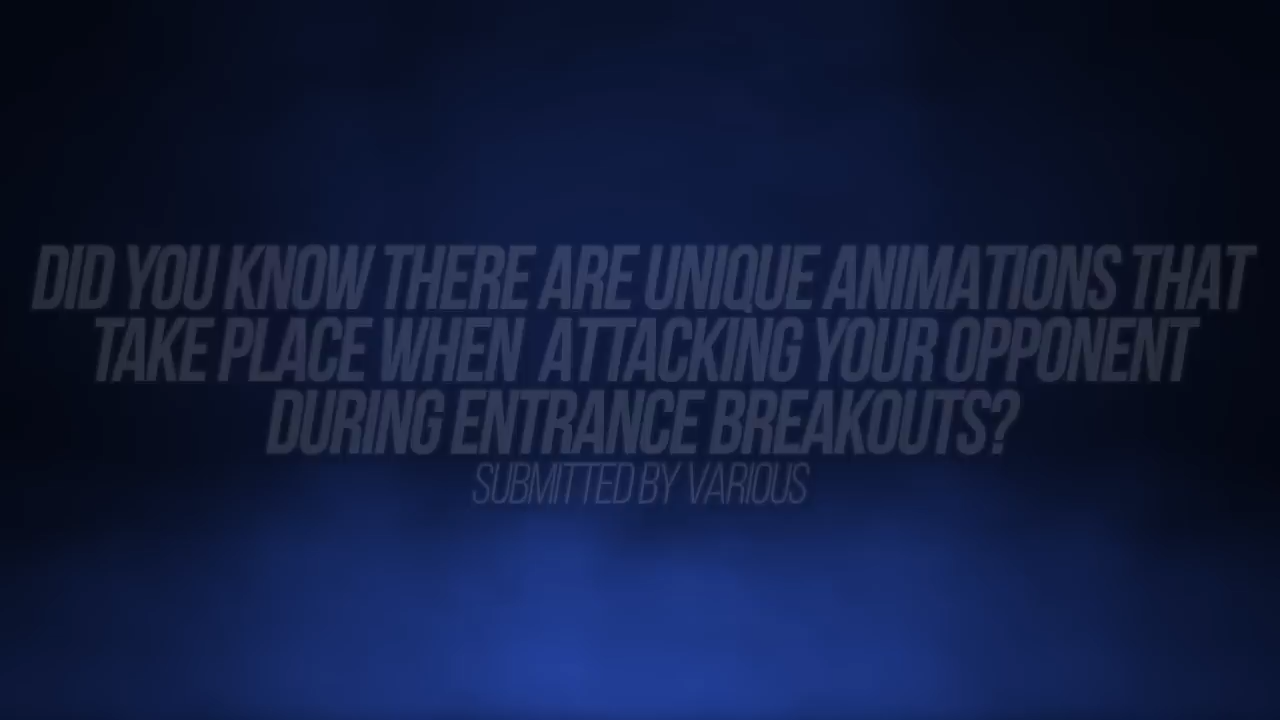 DID YOU KNOW THERE ARE UNIQUE ANIMATIONS THAT
TAKE PLACE WHEN ATTACKING YOUR OPPONENT
DURING ENTRANCE BREAKOUTS?
SUBMITTED BY VARIOUS